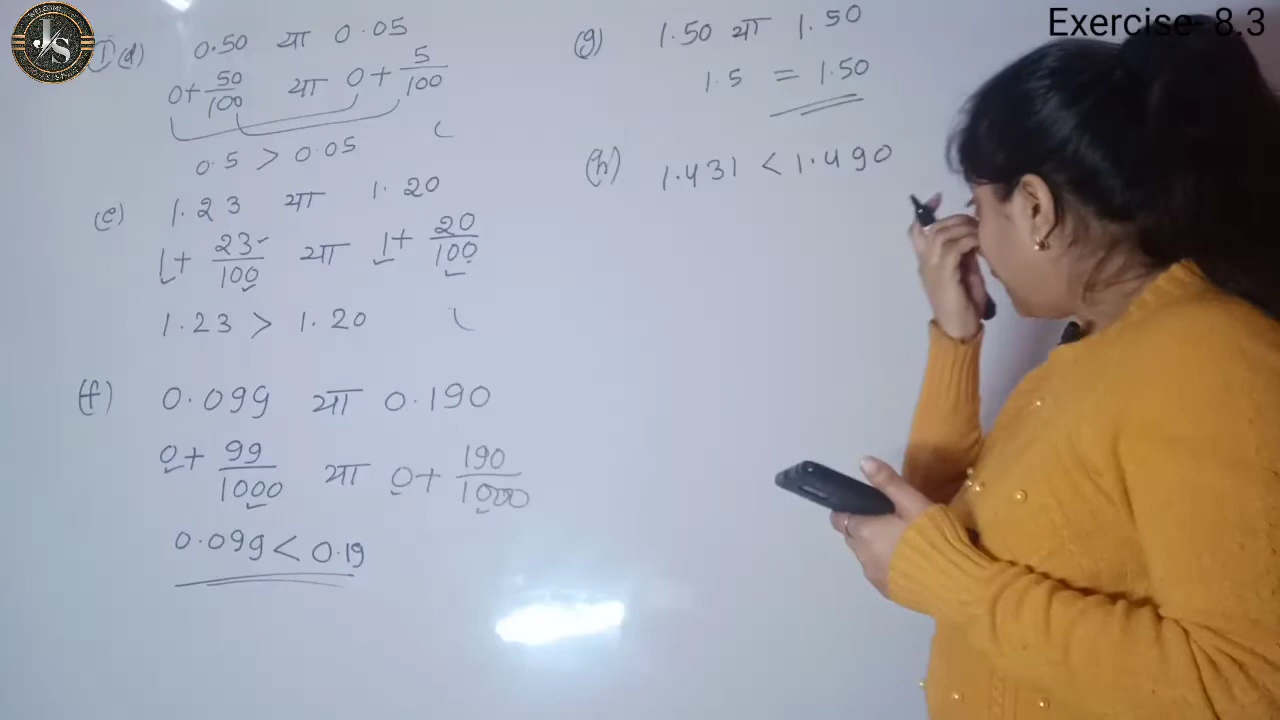 Exercise- 8.3
WELCOME
J/S
1 (d) 0.50 या 0.05
0+50/100 या 0+5/100
0.5 > 0.05
(e) 1.23 या 1.20
1+ 23/100 या 1+ 20/100
1.23 > 1.20
(f) 0.099 या 0.190
0+ 99/1000 या 0+ 190/1000
0.099 < 0.19
(g) 1.50 या 1.50
1.5 = 1.50
(h) 1.431 < 1.490